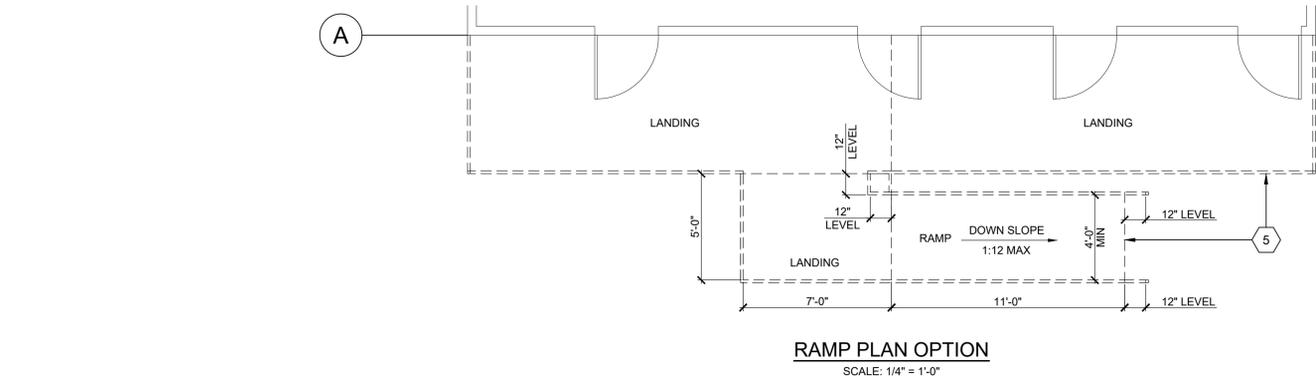 A
LANDING
LANDING
12"
LEVEL
5'-0"
12"
LEVEL
RAMP
DOWN SLOPE
1:12 MAX
4'-0"
MIN
12" LEVEL
5
LANDING
7'-0"
11'-0"
12" LEVEL
RAMP PLAN OPTION
SCALE: 1/4" = 1'-0"